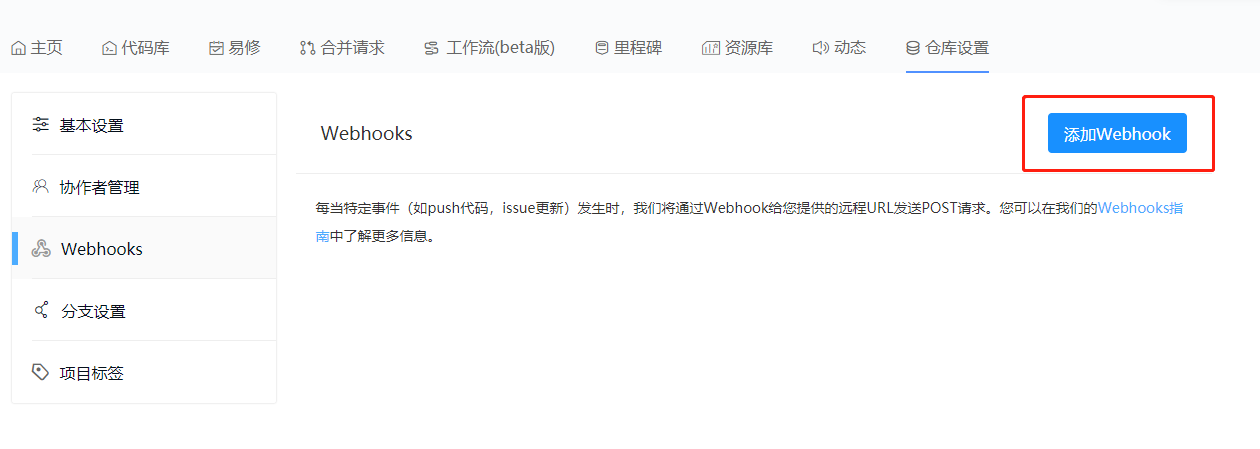 主页 代码库 易修 合并请求 工作流(beta版) 里程碑 资源库 动态 仓库设置
基本设置
协作者管理
Webhooks
分支设置
项目标签
Webhooks
添加Webhook
每当特定事件（如push代码，issue更新）发生时，我们将通过Webhook给您提供的远程URL发送POST请求。您可以在我们的Webhooks指
南中了解更多信息。